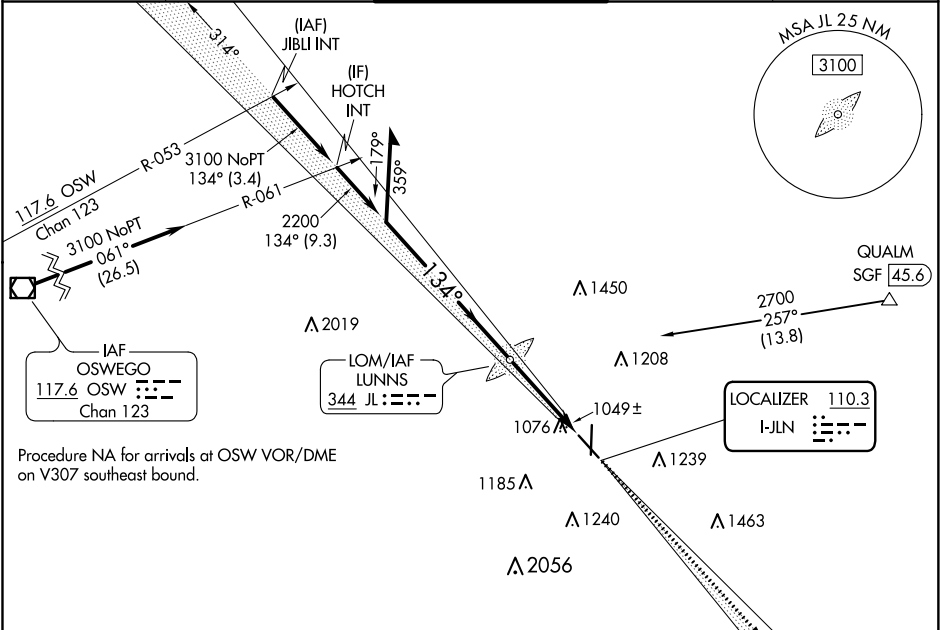 MSA JL 25 NM
3100
(IAF)
JIBLI INT
314°
(IF)
HOTCH
INT
R-053
3100 NoPT
134° (3.4)
179°
359°
117.6 OSW
Chan 123
R-061
2200
134° (9.3)
3100 NoPT
061°
(26.5)
QUALM
SGF 45.6
134°
1450
2700
257°
(13.8)
2019
IAF
OSWEGO
117.6 OSW
Chan 123
LOM/IAF
LUNNS
344 JL
1208
LOCALIZER 110.3
I-JLN
1049 ±
1076
Procedure NA for arrivals at OSW VOR/DME
on V307 southeast bound.
1239
1185
1240
1463
2056